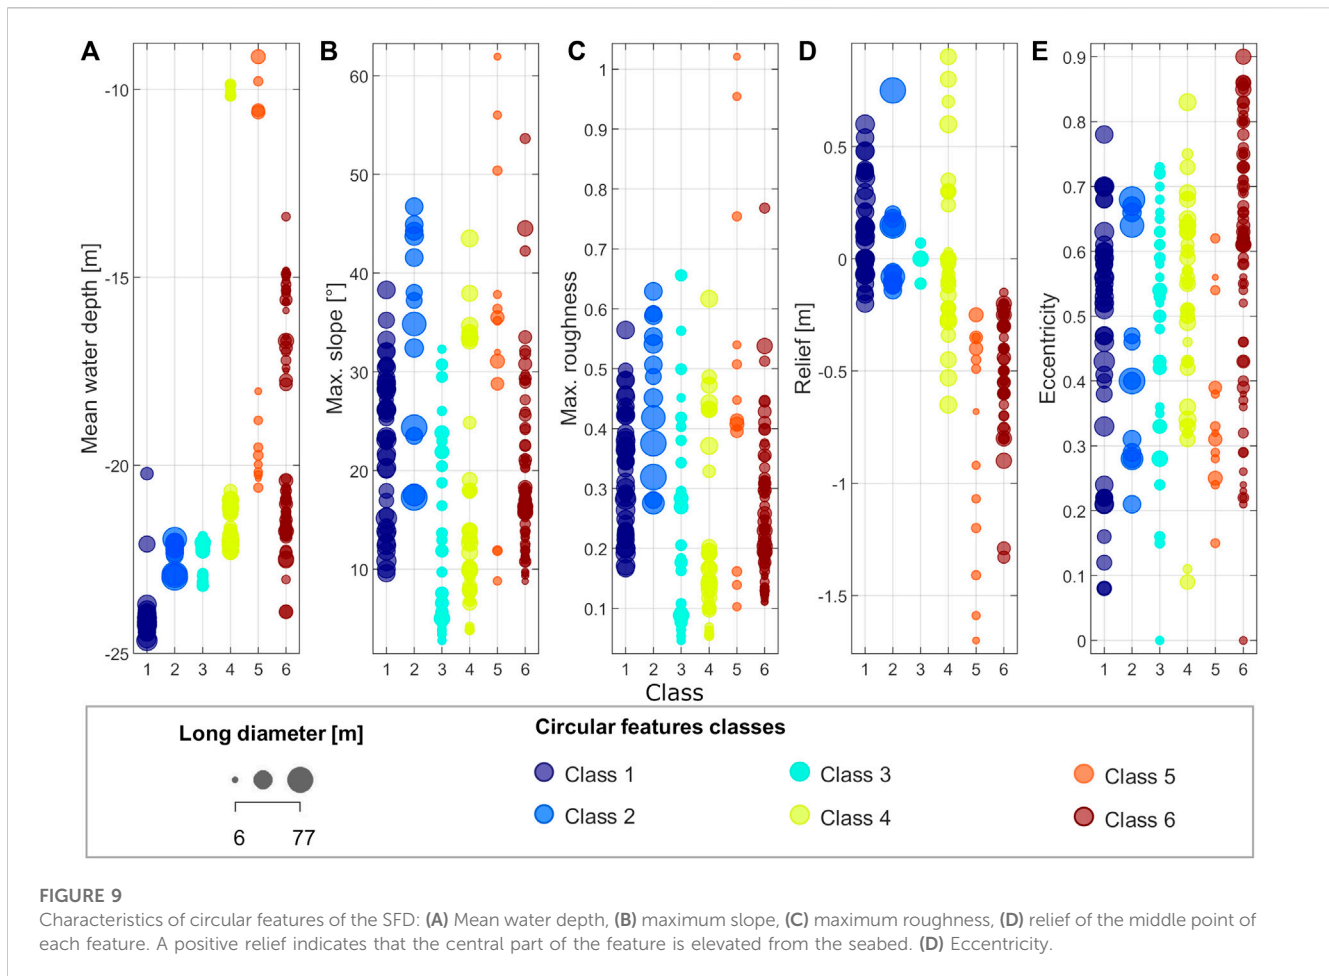 A
B
C
D
E
-10
-15
-20
-25
Mean water depth [m]
1 2 3 4 5 6
60
50
40
30
20
10
Max. slope [°]
1 2 3 4 5 6
1
0.9
0.8
0.7
0.6
0.5
0.4
0.3
0.2
0.1
Max. roughness
1 2 3 4 5 6
0.5
0
-0.5
-1
-1.5
Relief [m]
1 2 3 4 5 6
0.9
0.8
0.7
0.6
0.5
0.4
0.3
0.2
0.1
0
Eccentricity
1 2 3 4 5 6
Class
Long diameter [m]
6 77
Circular features classes
Class 1
Class 2
Class 3
Class 4
Class 5
Class 6
FIGURE 9
Characteristics of circular features of the SFD: (A) Mean water depth, (B) maximum slope, (C) maximum roughness, (D) relief of the middle point of
each feature. A positive relief indicates that the central part of the feature is elevated from the seabed. (D) Eccentricity.